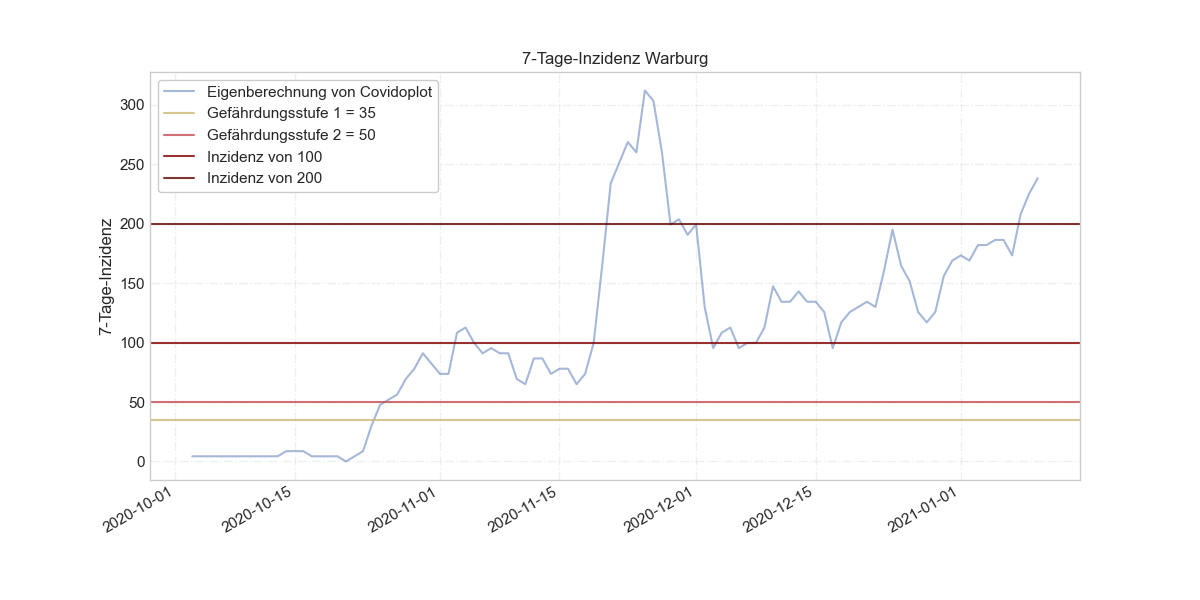 7-Tage-Inzidenz Warburg
Eigenberechnung von Covidoplot
Gefährdungsstufe 1 = 35
Gefährdungsstufe 2 = 50
Inzidenz von 100
Inzidenz von 200
7-Tage-Inzidenz
300
250
200
150
100
50
0
2020-10-01
2020-10-15
2020-11-01
2020-11-15
2020-12-01
2020-12-15
2021-01-01